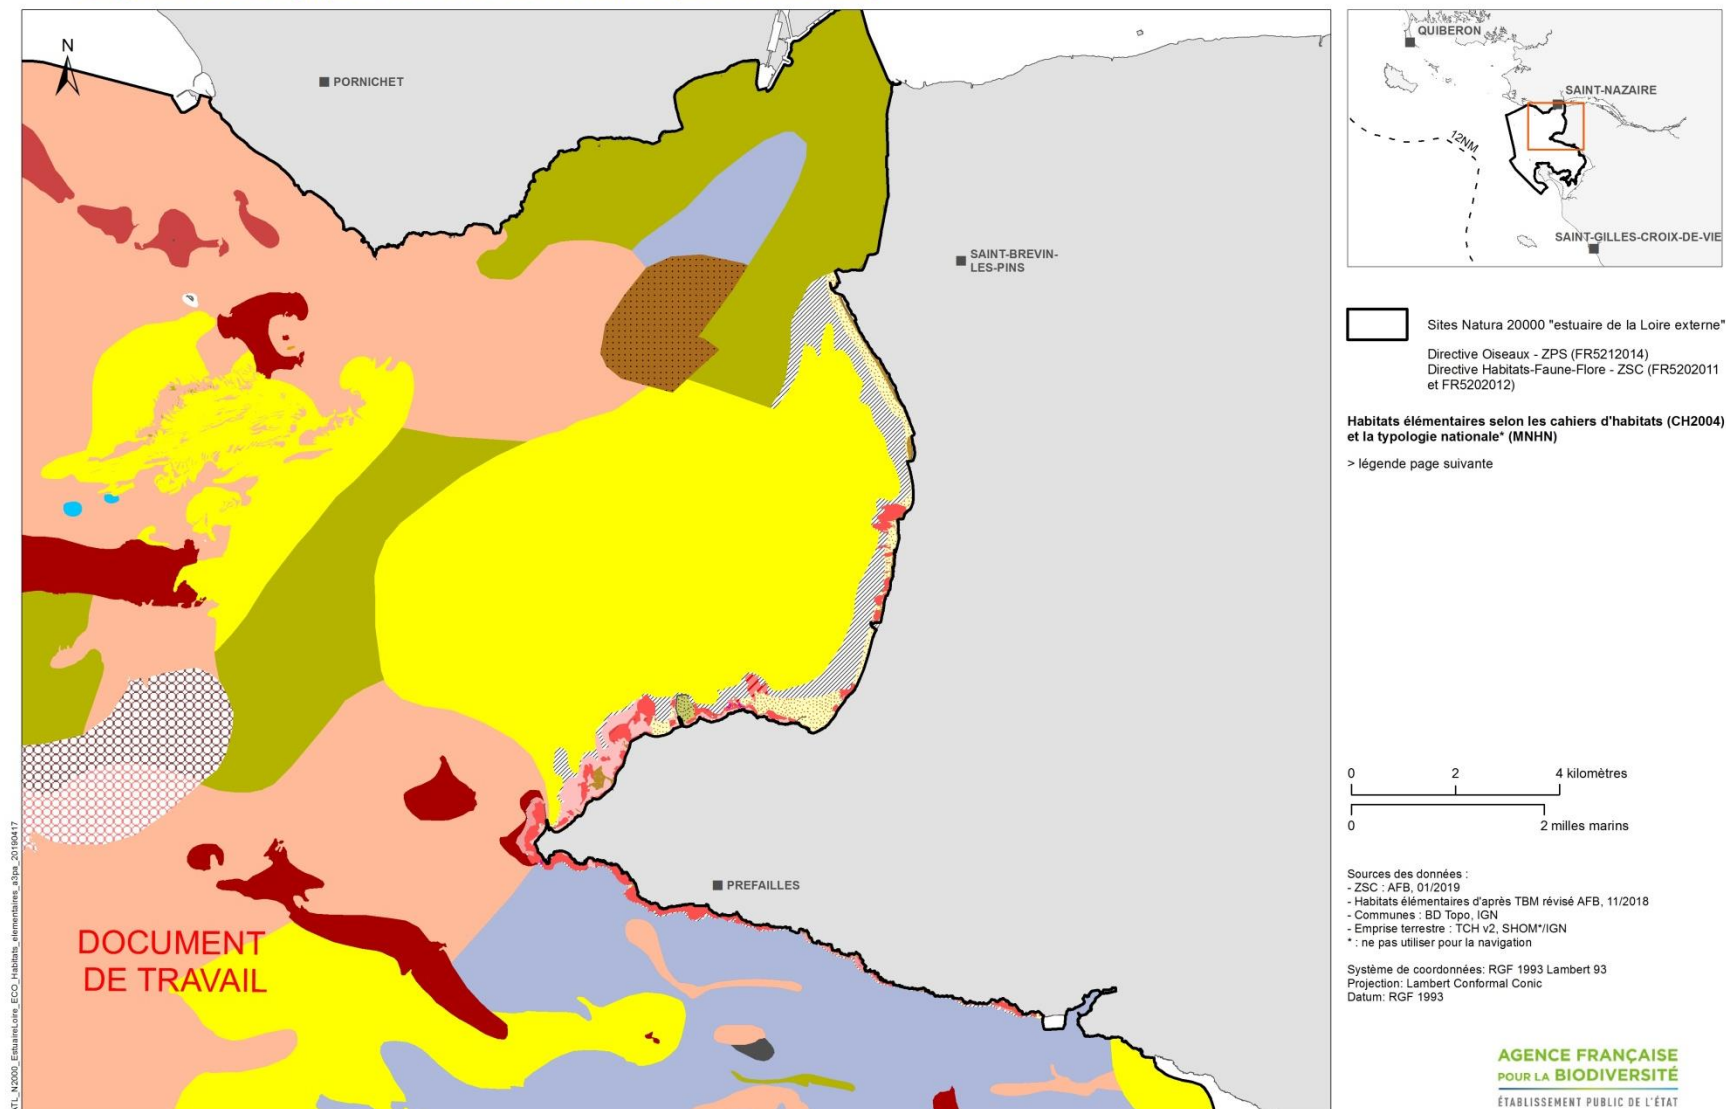 N
PORNICHET
SAINT-BREVIN-
LES-PINS
PREFAILLES
DOCUMENT
DE TRAVAIL
QUIBERON
SAINT-NAZAIRE
12NM
SAINT-GILLES-CROIX-DE-VIE
Sites Natura 20000 "estuaire de la Loire externe"
Directive Oiseaux - ZPS (FR5212014)
Directive Habitats-Faune-Flore - ZSC (FR5202011
et FR5202012)
Habitats élémentaires selon les cahiers d'habitats (CH2004)
et la typologie nationale* (MNHN)
> légende page suivante
0 2 4 kilomètres
0 2 milles marins
Sources des données :
- ZSC : AFB, 01/2019
- Habitats élémentaires d'après TBM révisé AFB, 11/2018
- Communes : BD Topo, IGN
- Emprise terrestre : TCH v2, SHOM*/IGN
* : ne pas utiliser pour la navigation
Système de coordonnées: RGF 1993 Lambert 93
Projection: Lambert Conformal Conic
Datum: RGF 1993
AGENCE FRANÇAISE
POUR LA BIODIVERSITÉ
ÉTABLISSEMENT PUBLIC DE L'ÉTAT
ATL_N2000_EstuaireLoire_ECO_Habitats_elementaires_a3pa_20190417